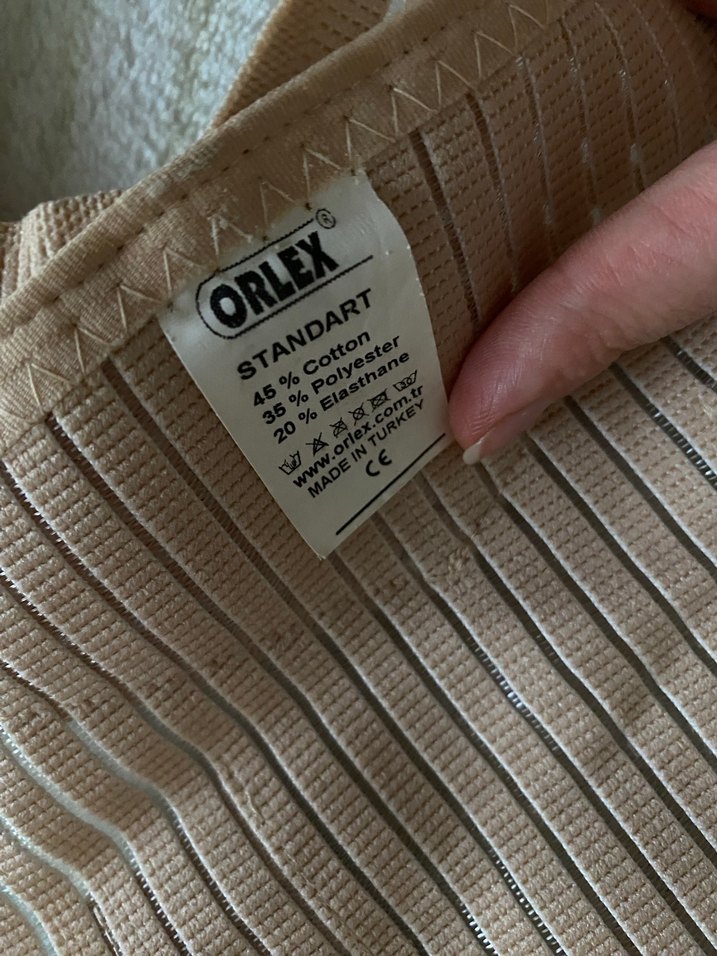 ORLEX®
STANDART
45 % Cotton
35 % Polyester
20 % Elasthane
www.orlex.com.tr
MADE IN TURKEY
CE